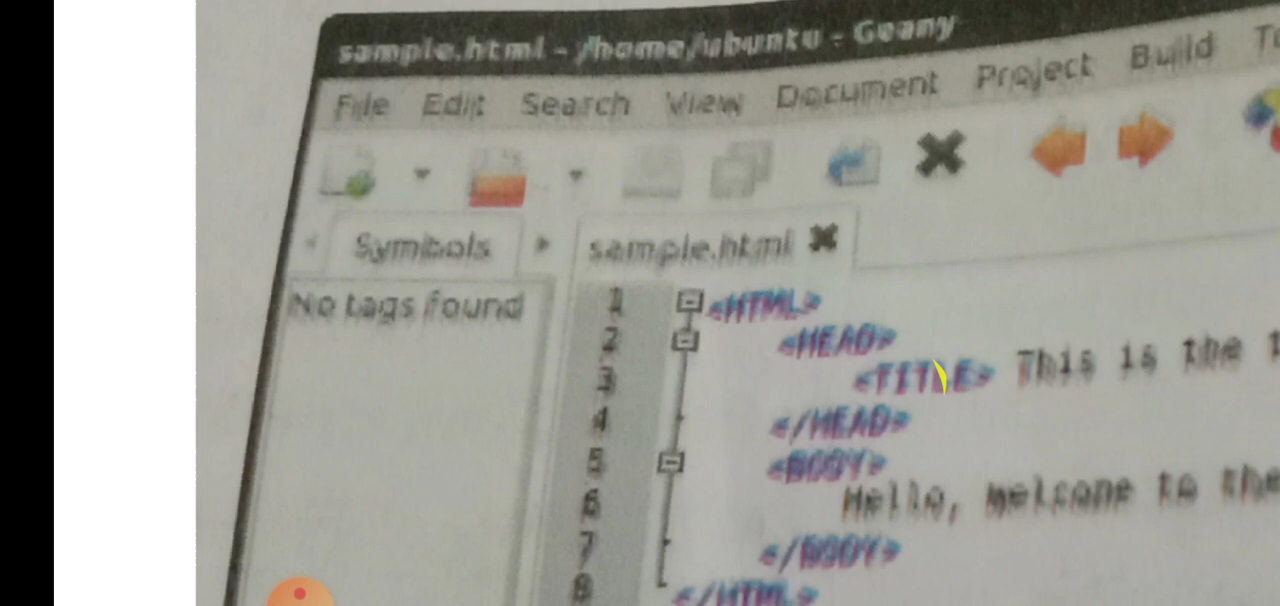 sample.html - /home/ubuntu - Geany
File Edit Search View Document Project Build
Symbols sample.html
No tags found
1 <HTML>
2 <HEAD>
3 <TITLE> This is the
4 </HEAD>
5 <BODY>
6 Hello, welcome to the
7 </BODY>
8 </HTML>